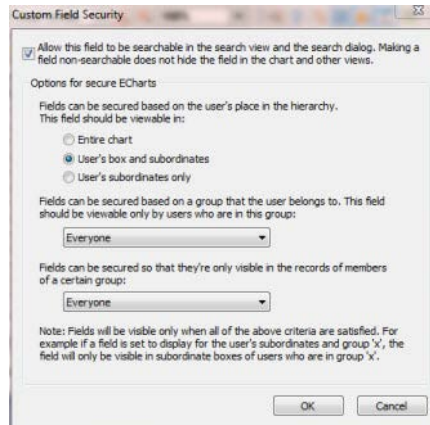 Custom Field Security
Allow this field to be searchable in the search view and the search dialog. Making a
field non-searchable does not hide the field in the chart and other views.
Options for secure ECharts
Fields can be secured based on the user's place in the hierarchy.
This field should be viewable in:
Entire chart
User's box and subordinates
User's subordinates only
Fields can be secured based on a group that the user belongs to. This field
should be viewable only by users who are in this group:
Everyone
Fields can be secured so that they're only visible in the records of members
of a certain group:
Everyone
Note: Fields will be visible only when all of the above criteria are satisfied. For
example if a field is set to display for the user's subordinates and group 'x', the
field will only be visible in subordinate boxes of users who are in group 'x'.
OK Cancel